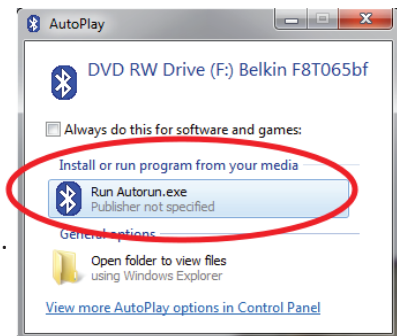 AutoPlay
DVD RW Drive (F:) Belkin F8T065bf
Always do this for software and games:
Install or run program from your media
Run Autorun.exe
Publisher not specified
General options
Open folder to view files
using Windows Explorer
View more AutoPlay options in Control Panel
.